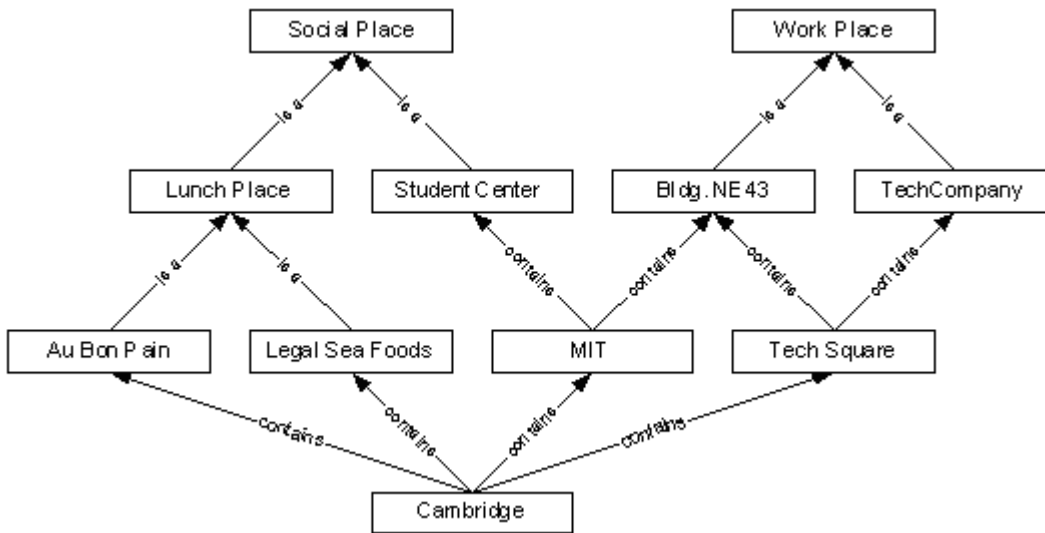 Social Place
Work Place
is a
is a
is a
is a
Lunch Place
Student Center
Bldg. NE43
TechCompany
is a
is a
contains
contains
contains
contains
Au Bon Pain
Legal Sea Foods
MIT
Tech Square
contains
contains
contains
contains
Cambridge